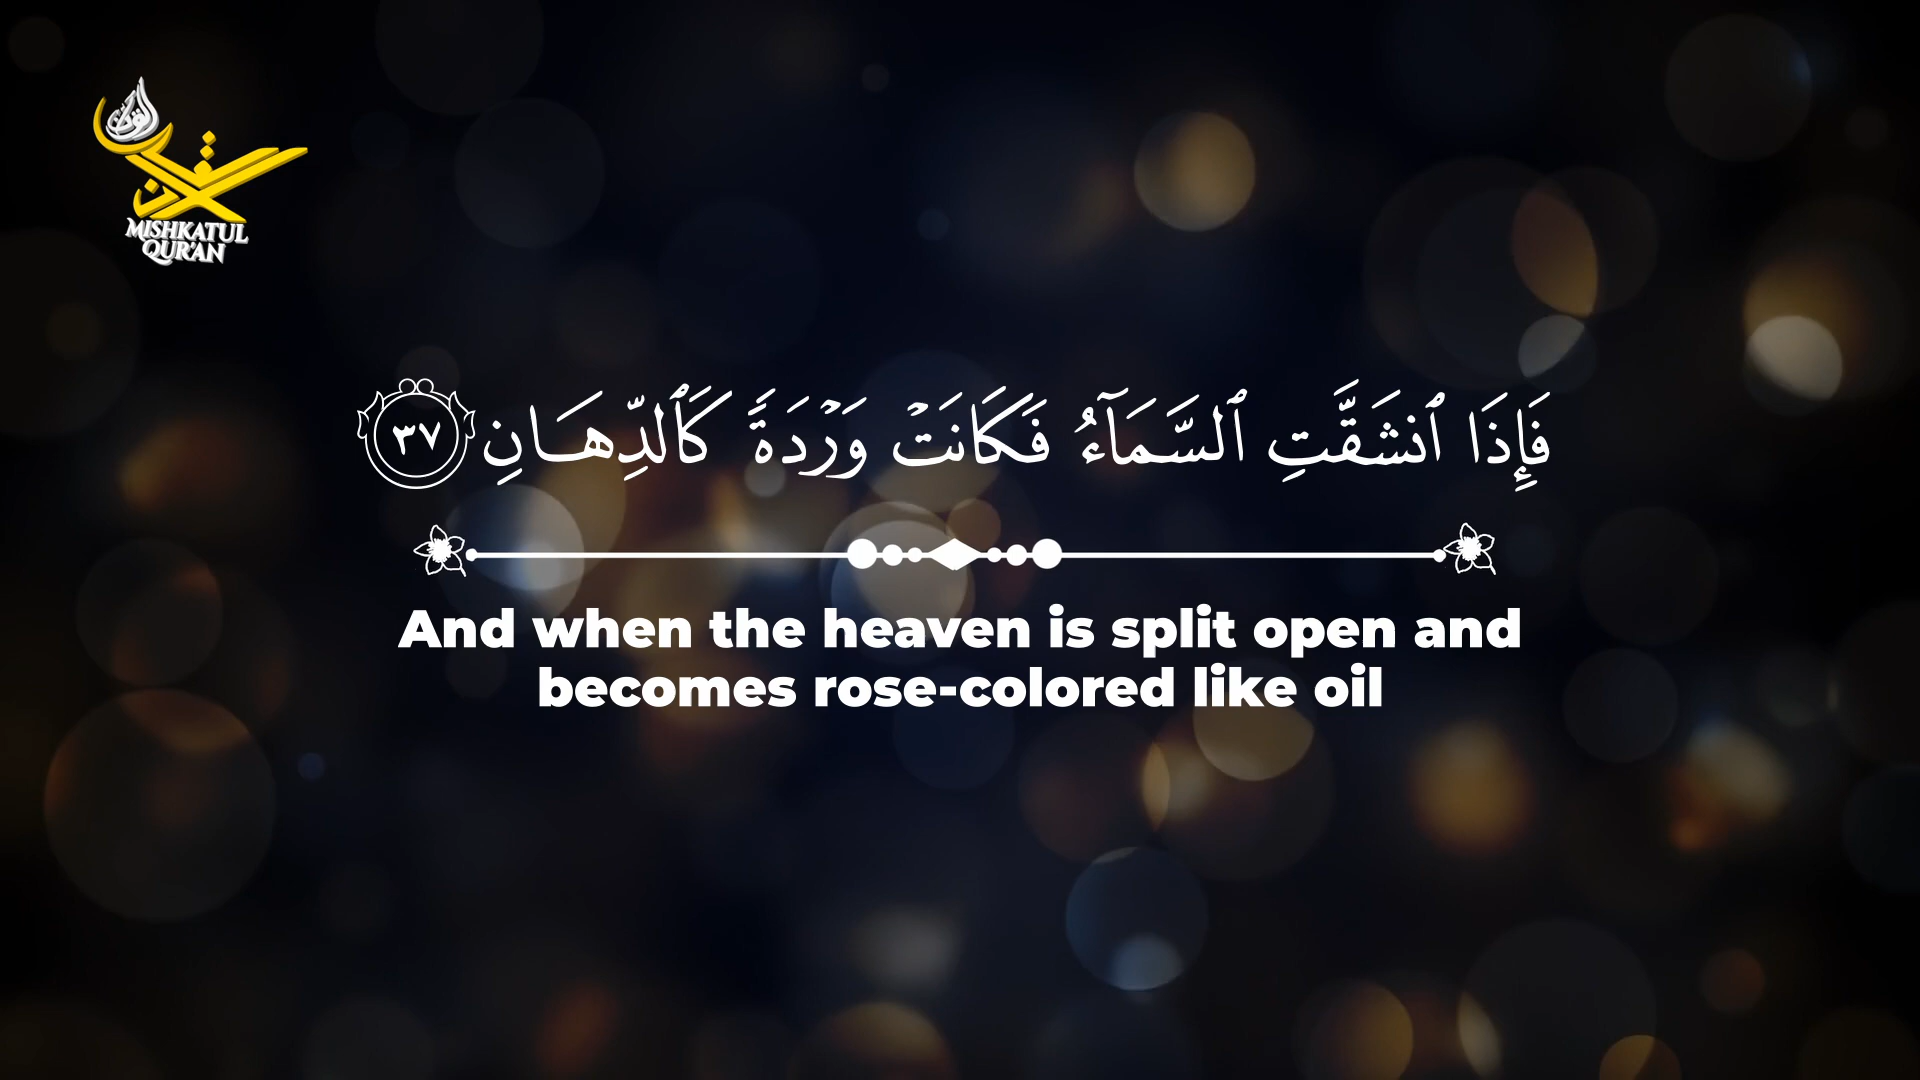 MISHKATUL
QUR'AN
فَإِذَا ٱنشَقَّتِ ٱلسَّمَآءُ فَكَانَتۡ وَرۡدَةٗ كَٱلدِّهَانِ ٣٧
And when the heaven is split open and
becomes rose-colored like oil